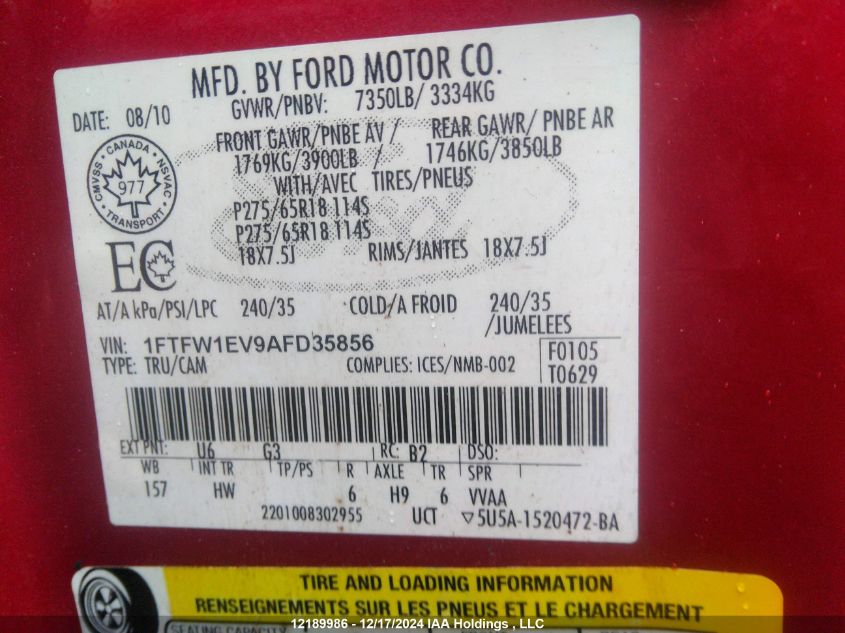 MFD. BY FORD MOTOR CO.
DATE: 08/10
GVWR/PNBV: 7350LB/ 3334KG
FRONT GAWR/PNBE AV / REAR GAWR/ PNBE AR
1769KG/3900LB / 1746KG/3850LB
WITH/AVEC TIRES/PNEUS
P275/65R18 114S
P275/65R18 114S
18X7.5J RIMS/JANTES 18X7.5J
CANADA
CMVSS NSVAC
977
TRANSPORT
EC
AT/A kPa/PSI/LPC 240/35 COLD/A FROID 240/35
/JUMELEES
VIN: 1FTFW1EV9AFD35856
TYPE: TRU/CAM COMPLIES: ICES/NMB-002
F0105
T0629
EXT PNT: U6 G3 RC: B2 DSO:
WB INT TR TP/PS R AXLE TR SPR
157 HW 6 H9 6 VVAA
2201008302955 UCT ▽5U5A-1520472-BA
TIRE AND LOADING INFORMATION
RENSEIGNEMENTS SUR LES PNEUS ET LE CHARGEMENT
SEATING CAPACITY
12189986 - 12/17/2024 IAA Holdings , LLC